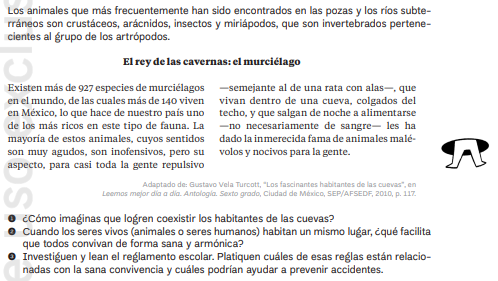 Los animales que más frecuentemente han sido encontrados en las pozas y los ríos subte-
rráneos son crustáceos, arácnidos, insectos y miriápodos, que son invertebrados pertene-
cientes al grupo de los artrópodos.
El rey de las cavernas: el murciélago
Existen más de 927 especies de murciélagos
en el mundo, de las cuales más de 140 viven
en México, lo que hace de nuestro país uno
de los más ricos en este tipo de fauna. La
mayoría de estos animales, cuyos sentidos
son muy agudos, son inofensivos, pero su
aspecto, para casi toda la gente repulsivo
—semejante al de una rata con alas—, que
vivan dentro de una cueva, colgados del
techo, y que salgan de noche a alimentarse
—no necesariamente de sangre— les ha
dado la inmerecida fama de animales malé-
volos y nocivos para la gente.
Adaptado de: Gustavo Vela Turcott, "Los fascinantes habitantes de las cuevas", en
Leemos mejor día a día. Antología. Sexto grado, Ciudad de México, SEP/AFSEDF, 2010, p. 117.
1 ¿Cómo imaginas que logren coexistir los habitantes de las cuevas?
2 Cuando los seres vivos (animales o seres humanos) habitan un mismo lugar, ¿qué facilita
que todos convivan de forma sana y armónica?
3 Investiguen y lean el reglamento escolar. Platiquen cuáles de esas reglas están relacio-
nadas con la sana convivencia y cuáles podrían ayudar a prevenir accidentes.